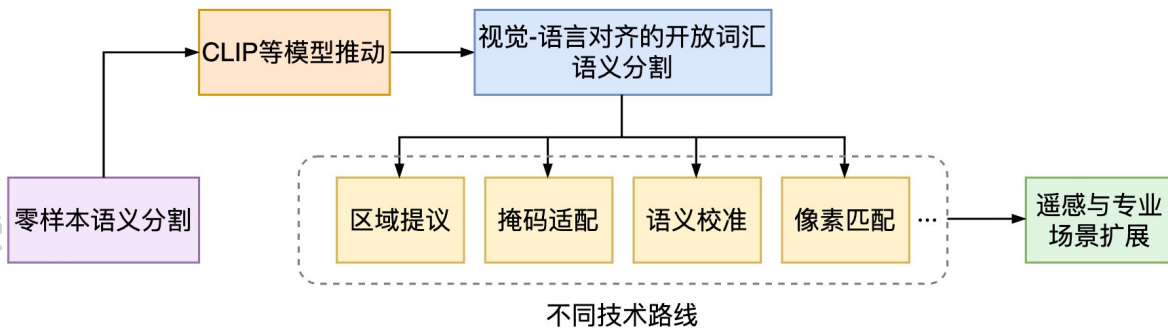 CLIP等模型推动
视觉-语言对齐的开放词汇
语义分割
零样本语义分割
区域提议
掩码适配
语义校准
像素匹配
...
遥感与专业
场景扩展
不同技术路线